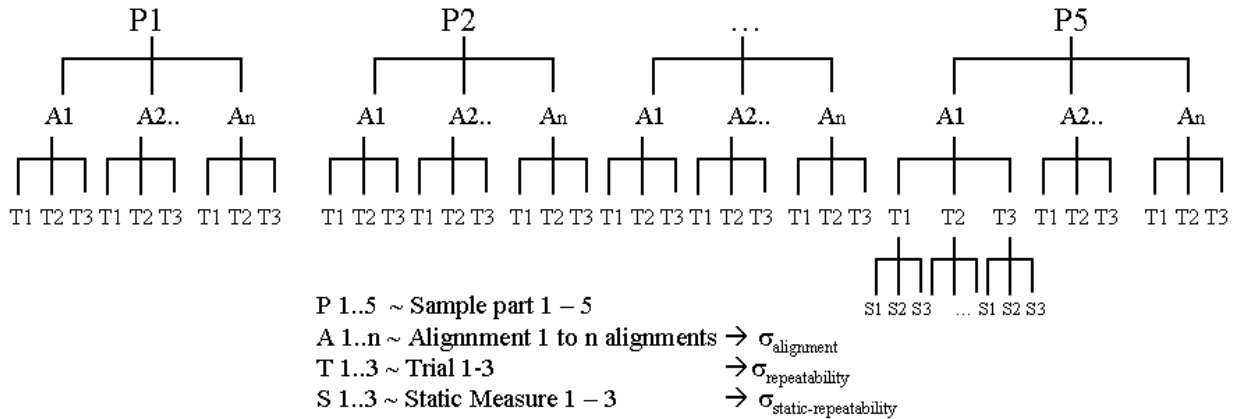 P1 P2 ... P5
A1 A2.. An A1 A2.. An A1 A2.. An A1 A2.. An
T1 T2 T3 T1 T2 T3 T1 T2 T3 T1 T2 T3 T1 T2 T3 T1 T2 T3 T1 T2 T3 T1 T2 T3 T1 T2 T3 T1 T2 T3 T1 T2 T3 T1 T2 T3
S1 S2 S3 ... S1 S2 S3
P 1..5 ~ Sample part 1 – 5
A 1..n ~ Alignnment 1 to n alignments → σalignment
T 1..3 ~ Trial 1-3 → σrepeatability
S 1..3 ~ Static Measure 1 – 3 → σstatic-repeatability